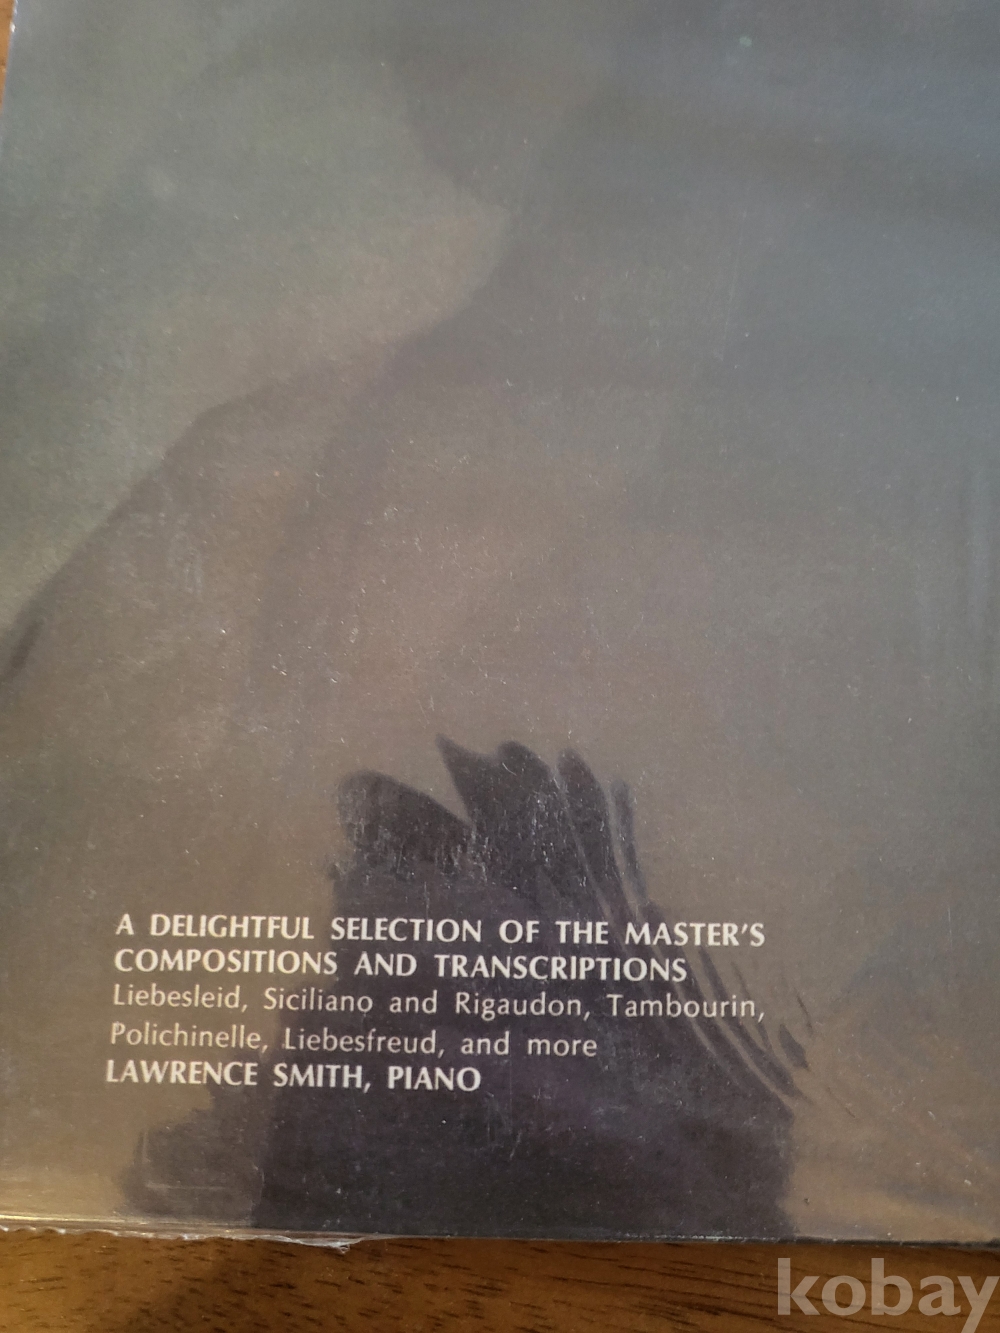 A DELIGHTFUL SELECTION OF THE MASTER'S
COMPOSITIONS AND TRANSCRIPTIONS
Liebesleid, Siciliano and Rigaudon, Tambourin,
Polichinelle, Liebesfreud, and more
LAWRENCE SMITH, PIANO
kobay